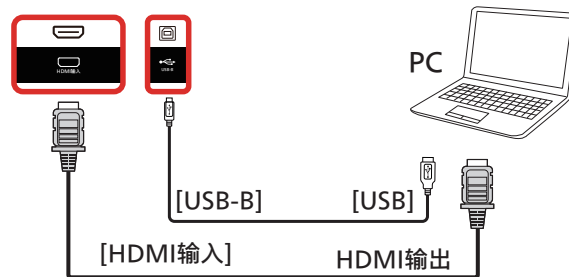 HDMI输入
USB-B
PC
[USB-B]
[USB]
[HDMI输入]
HDMI输出